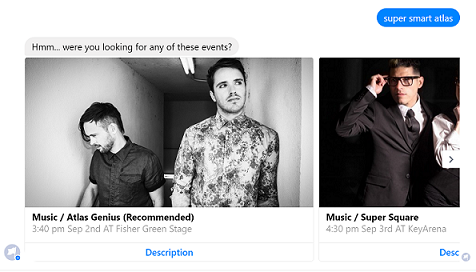 super smart atlas
Hmm... were you looking for any of these events?
Music / Atlas Genius (Recommended)
3:40 pm Sep 2nd AT Fisher Green Stage
Description
Music / Super Square
4:30 pm Sep 3rd AT KeyArena
Desc